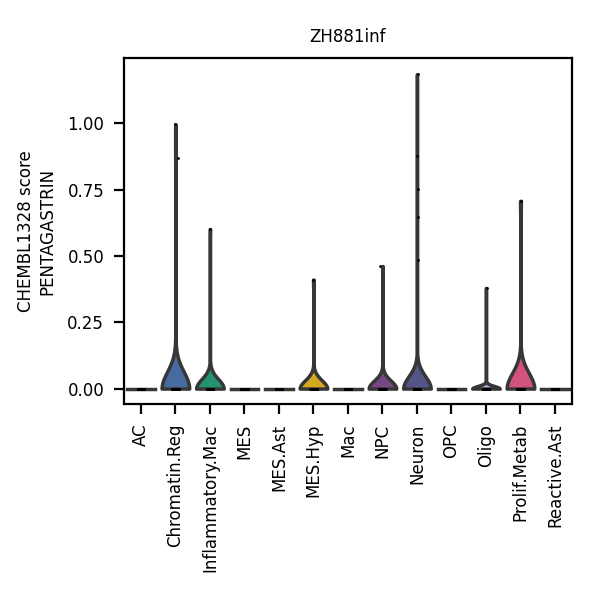 ZH881inf
CHEMBL1328 score
PENTAGASTRIN
1.00
0.75
0.50
0.25
0.00
AC
Chromatin.Reg
Inflammatory.Mac
MES
MES.Ast
MES.Hyp
Mac
NPC
Neuron
OPC
Oligo
Prolif.Metab
Reactive.Ast